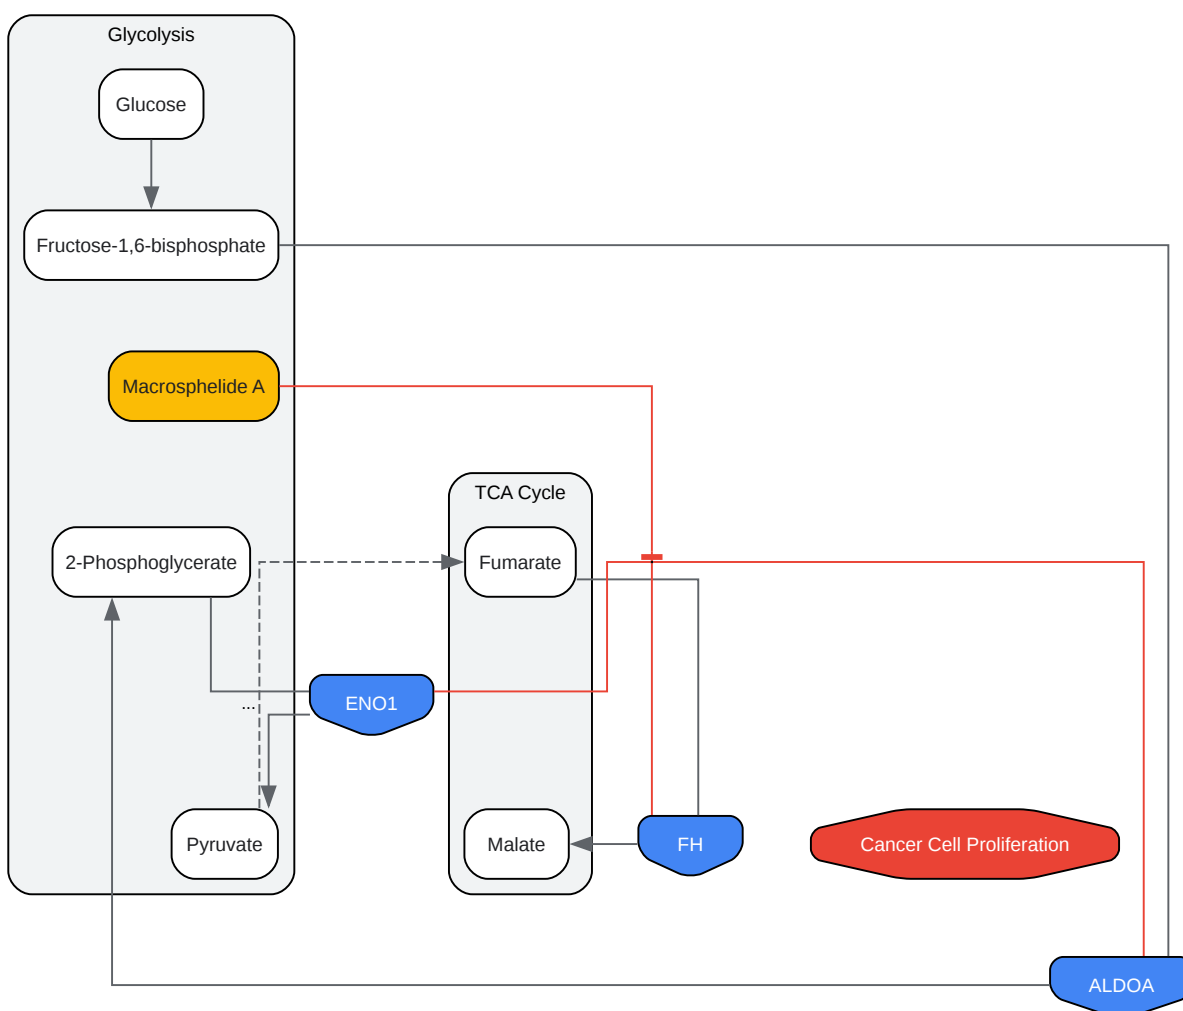 Glycolysis
Glucose
Fructose-1,6-bisphosphate
Macrosphelide A
TCA Cycle
2-Phosphoglycerate
Fumarate
ENO1
...
Pyruvate
Malate
FH
Cancer Cell Proliferation
ALDOA